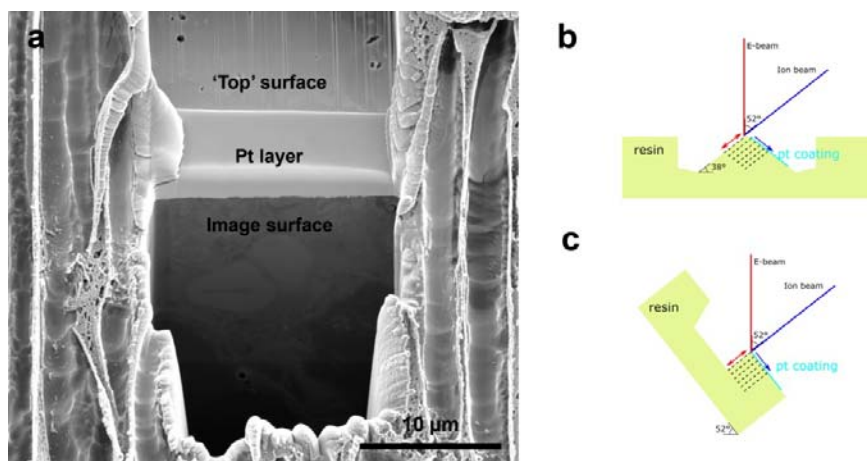 a
'Top' surface
Pt layer
Image surface
10 µm
b
E-beam
Ion beam
52°
resin
pt coating
38°
c
E-beam
Ion beam
52°
resin
pt coating
52°